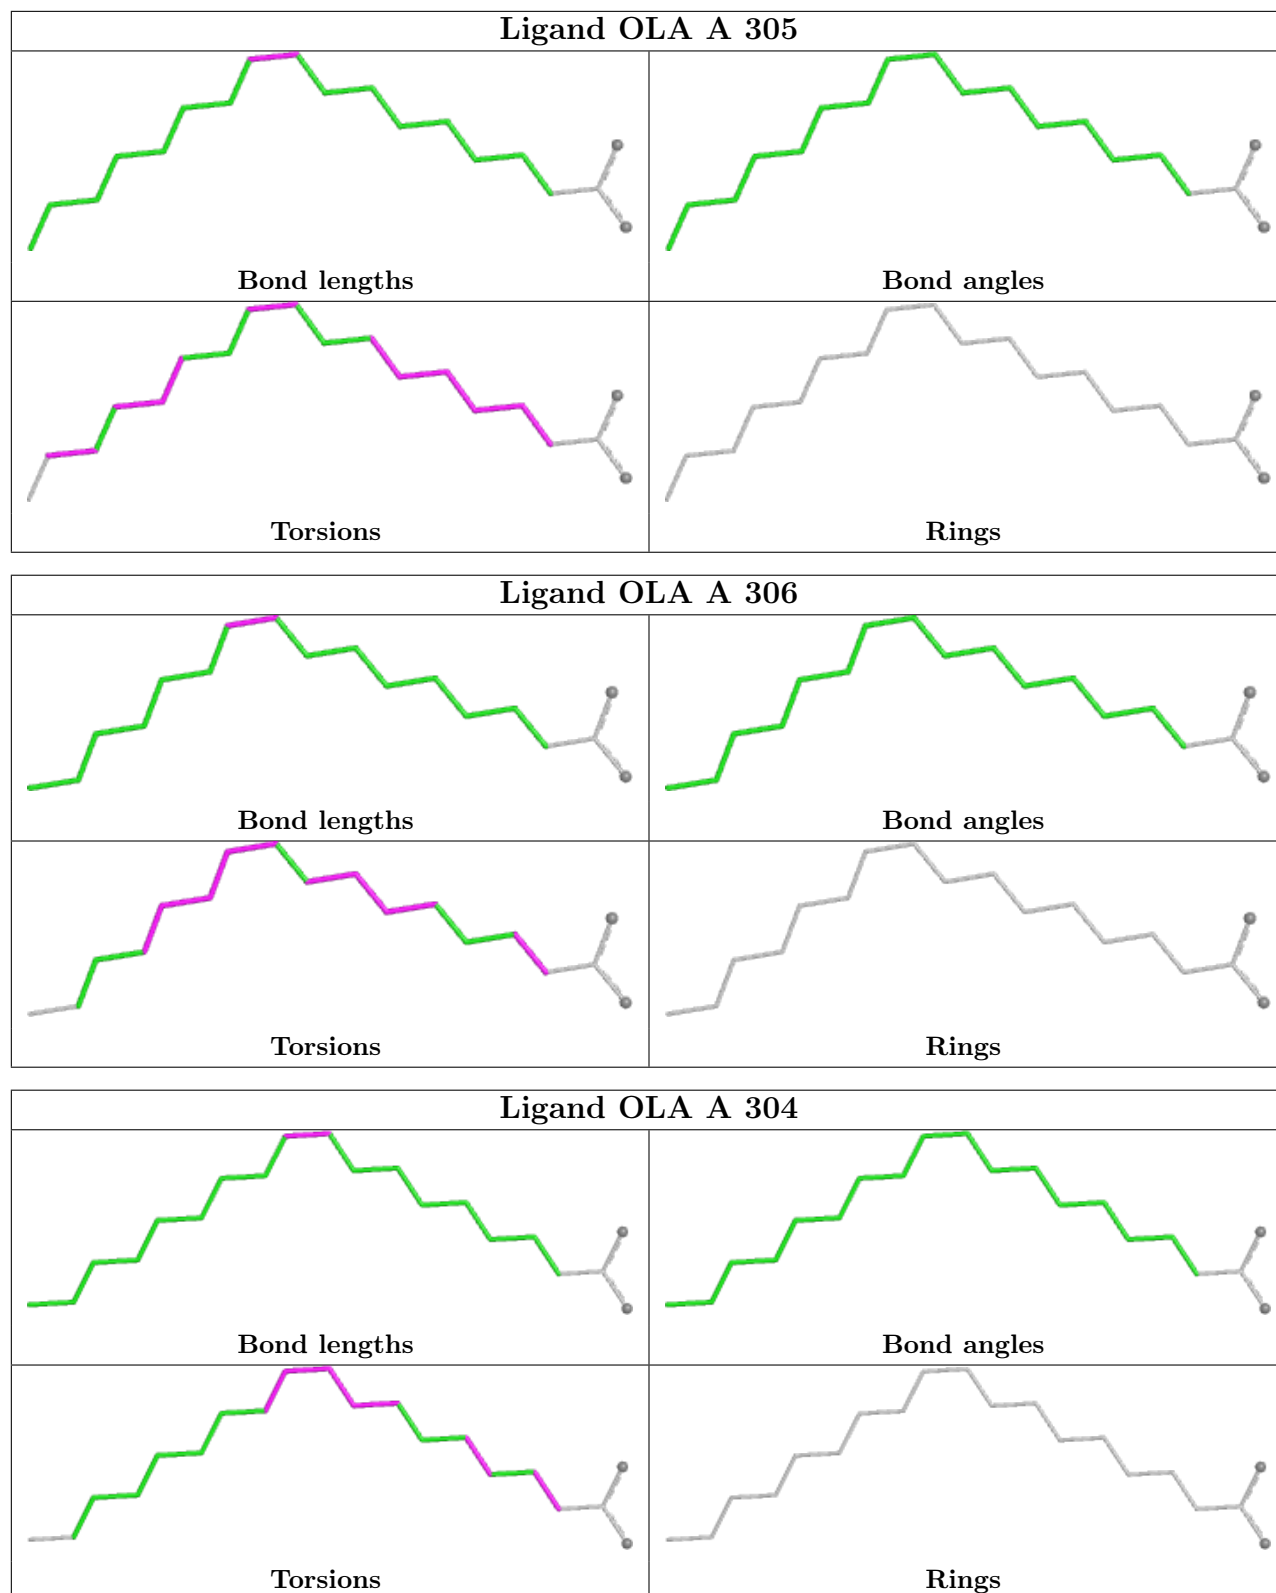 Ligand OLA A 305
Bond lengths
Bond angles
Torsions
Rings
Ligand OLA A 306
Bond lengths
Bond angles
Torsions
Rings
Ligand OLA A 304
Bond lengths
Bond angles
Torsions
Rings